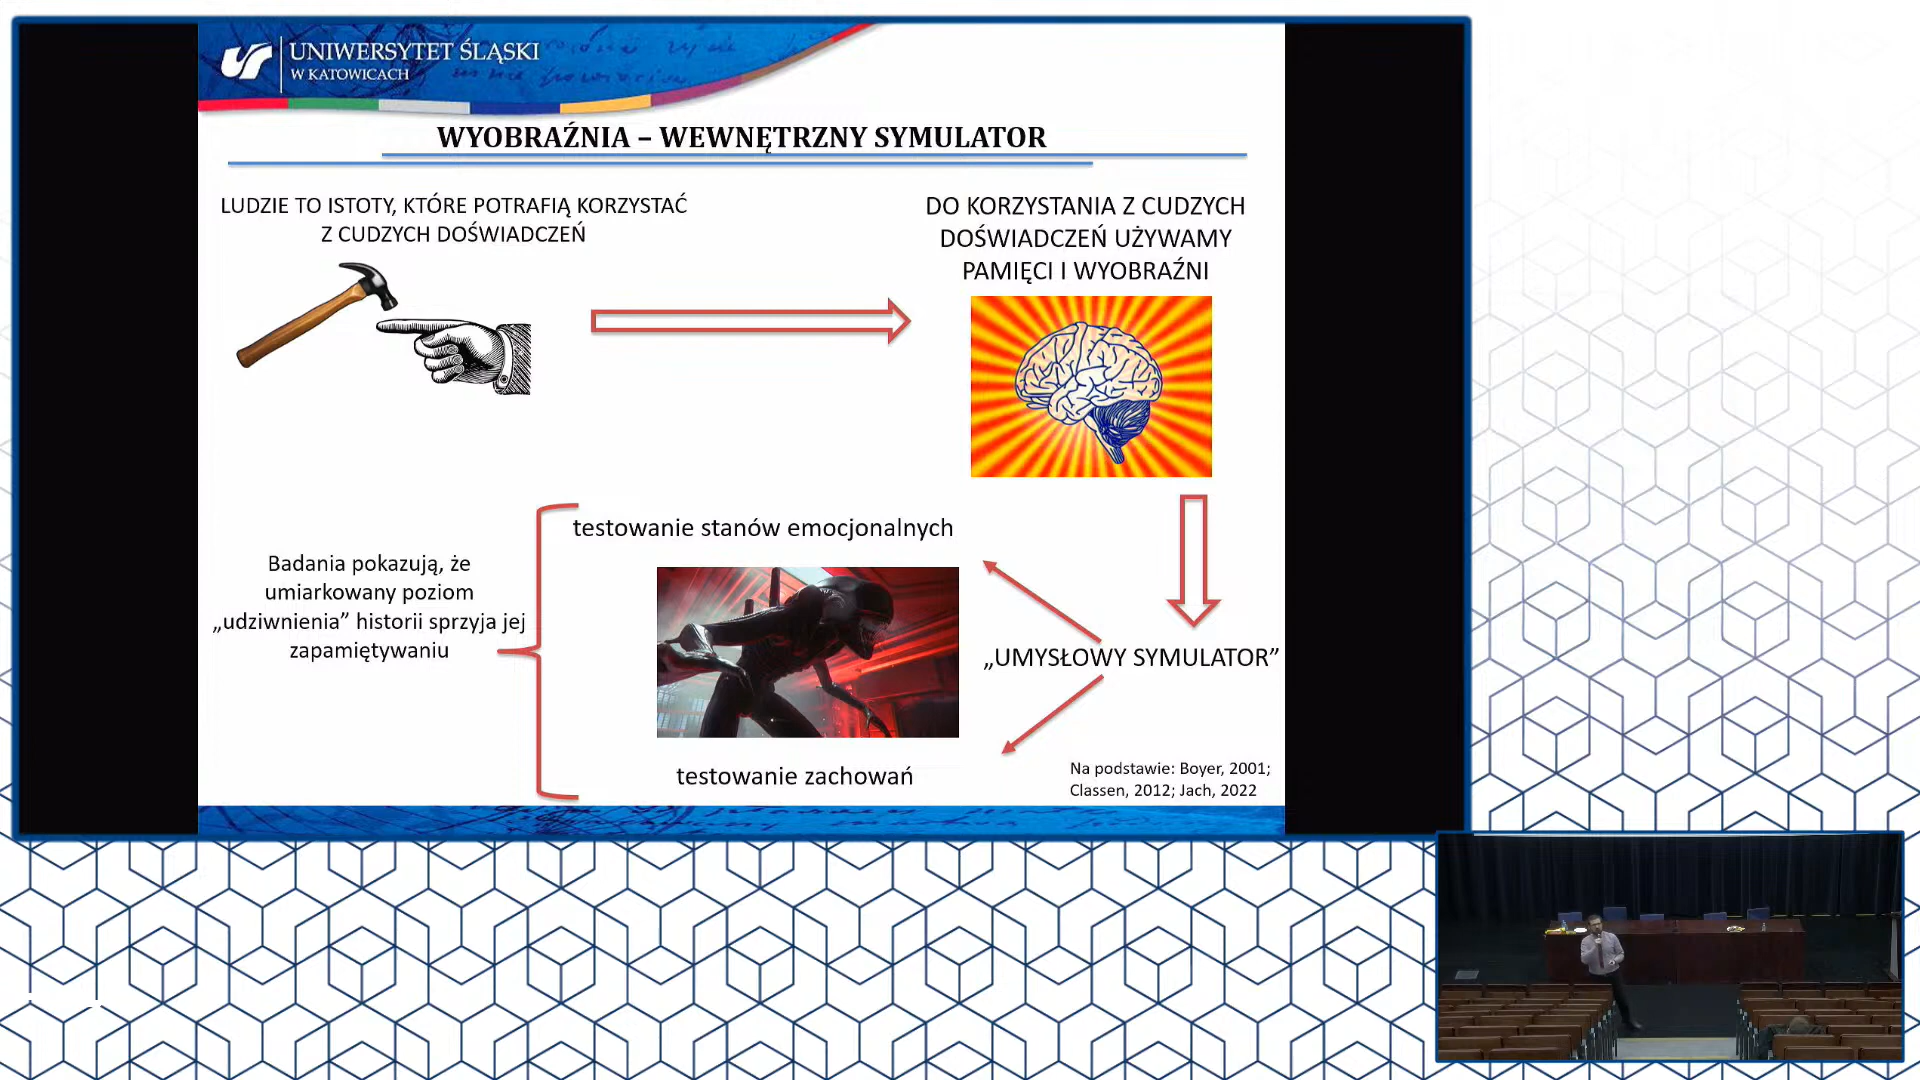 UNIWERSYTET ŚLĄSKI
W KATOWICACH
WYOBRAŹNIA – WEWNĘTRZNY SYMULATOR
LUDZIE TO ISTOTY, KTÓRE POTRAFIĄ KORZYSTAĆ
Z CUDZYCH DOŚWIADCZEŃ
DO KORZYSTANIA Z CUDZYCH
DOŚWIADCZEŃ UŻYWAMY
PAMIĘCI I WYOBRAŹNI
testowanie stanów emocjonalnych
Badania pokazują, że
umiarkowany poziom
„udziwnienia” historii sprzyja jej
zapamiętywaniu
„UMYSŁOWY SYMULATOR”
testowanie zachowań
Na podstawie: Boyer, 2001;
Classen, 2012; Jach, 2022